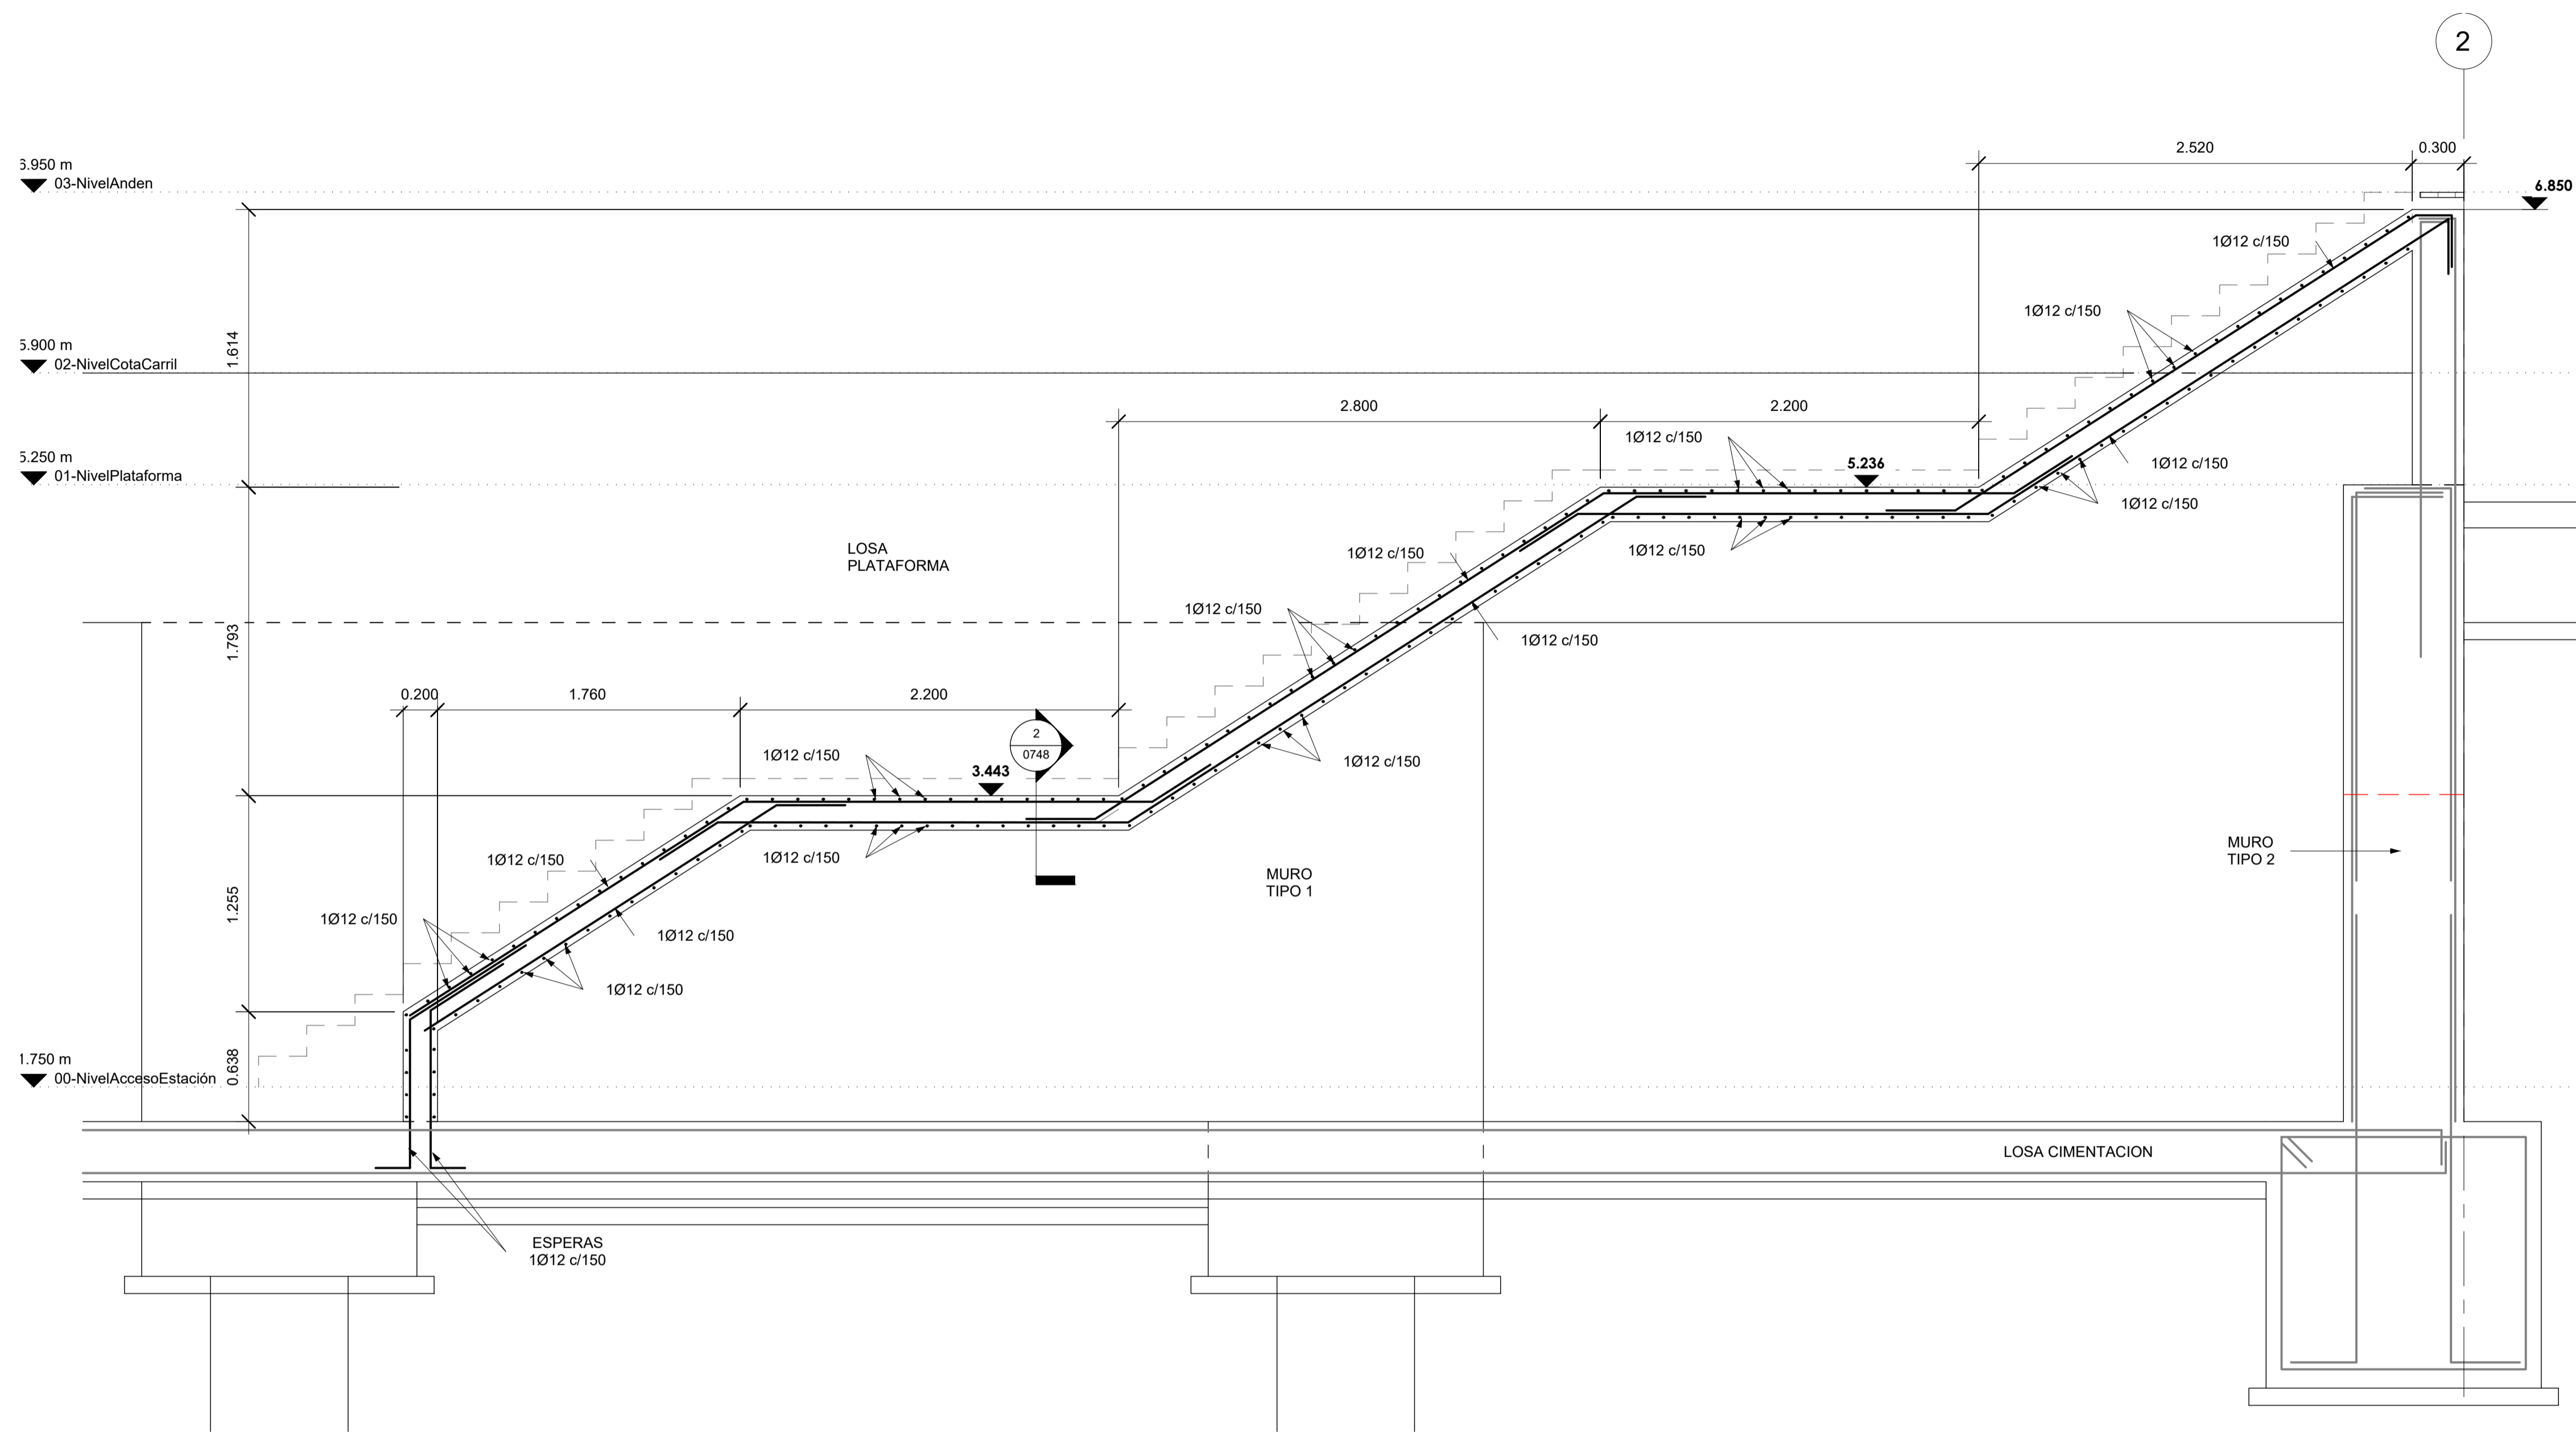 2
2.520
0.300
6.950 m
03-NivelAnden
6.850
1Ø12 c/150
1Ø12 c/150
5.900 m
02-NivelCotaCarril
1.614
2.800
2.200
1Ø12 c/150
5.236
1Ø12 c/150
5.250 m
01-NivelPlataforma
1Ø12 c/150
LOSA
PLATAFORMA
1Ø12 c/150
1Ø12 c/150
1Ø12 c/150
1.793
1Ø12 c/150
0.200
1.760
2.200
2
0748
1Ø12 c/150
3.443
1Ø12 c/150
1Ø12 c/150
1Ø12 c/150
MURO
TIPO 2
MURO
TIPO 1
1.255
1Ø12 c/150
1Ø12 c/150
1Ø12 c/150
1.750 m
00-NivelAccesoEstación
0.638
LOSA CIMENTACION
ESPERAS
1Ø12 c/150